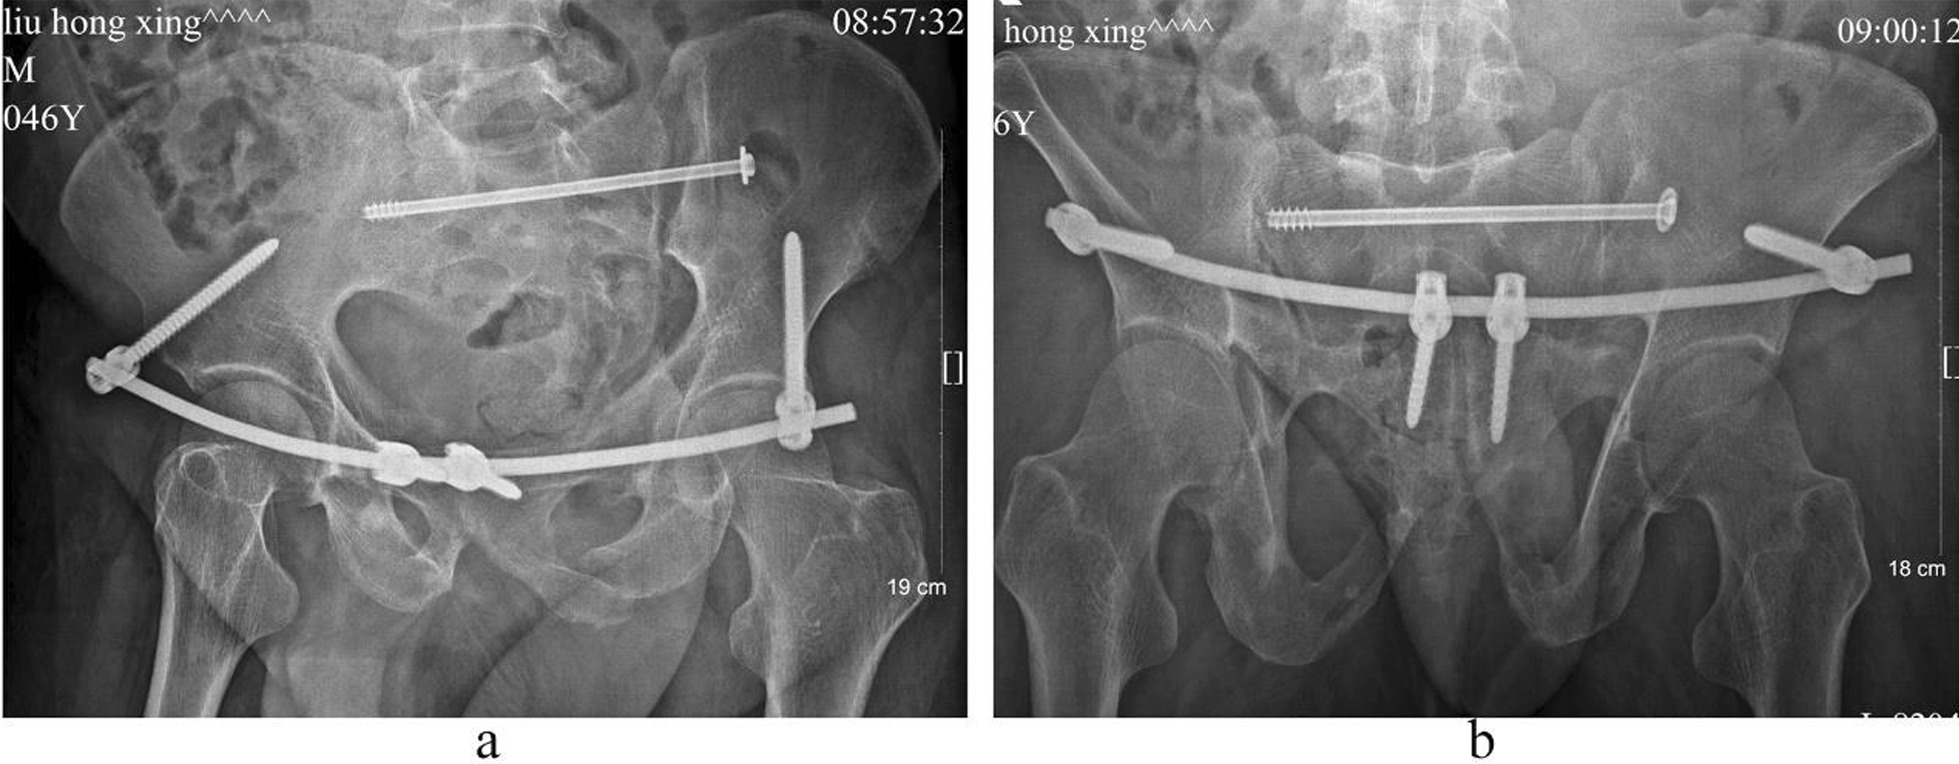 liu hong xing^^^^
08:57:32
M
046Y
[]
19 cm
a
hong xing^^^^
09:00:12
6Y
[]
18 cm
b